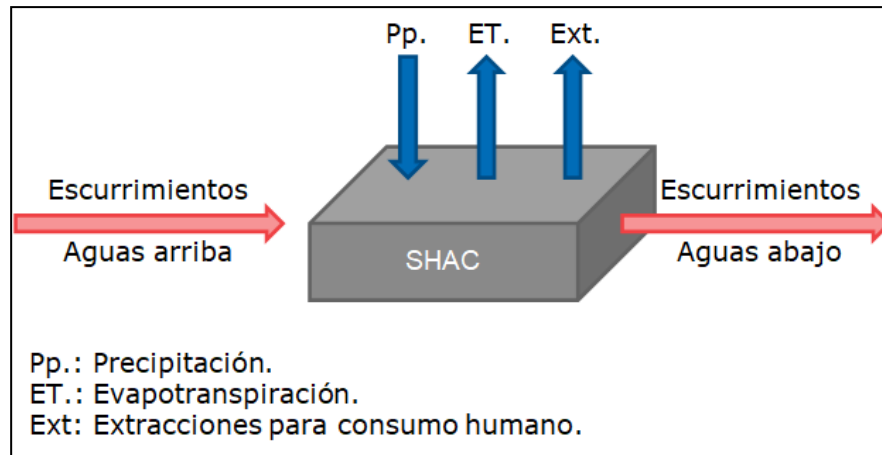 Pp. ET. Ext.
Escurrimientos
Aguas arriba
SHAC
Escurrimientos
Aguas abajo
Pp.: Precipitación.
ET.: Evapotranspiración.
Ext: Extracciones para consumo humano.